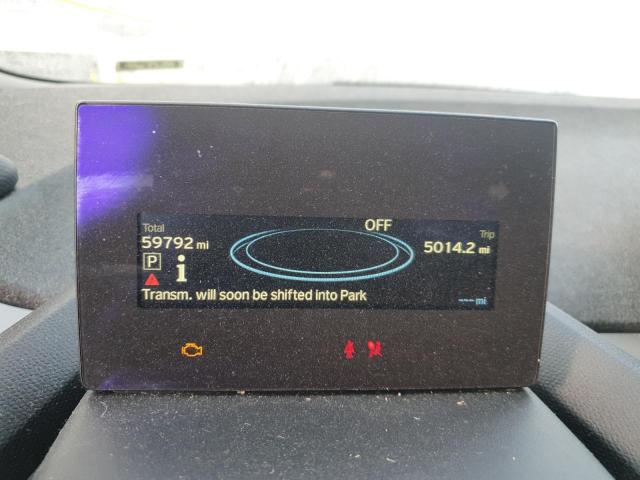 OFF
Total
Trip
59792 mi
5014.2 mi
P
i
Transm. will soon be shifted into Park
---- mi